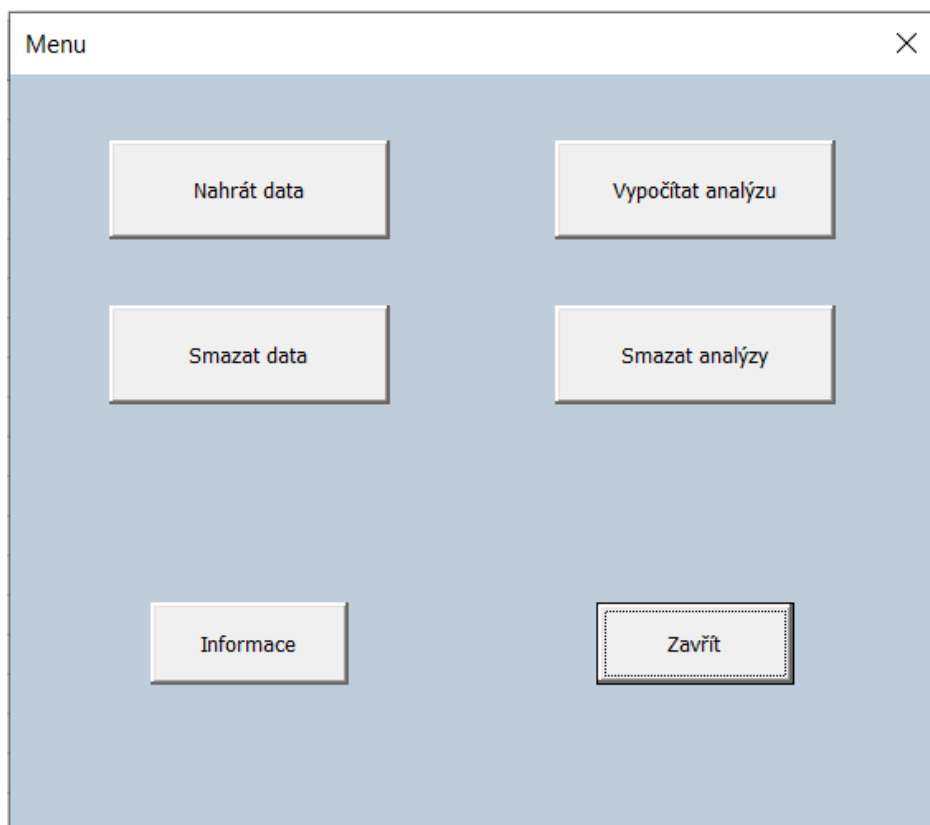 Menu
Nahrát data
Vypočítat analýzu
Smazat data
Smazat analýzy
Informace
Zavřít